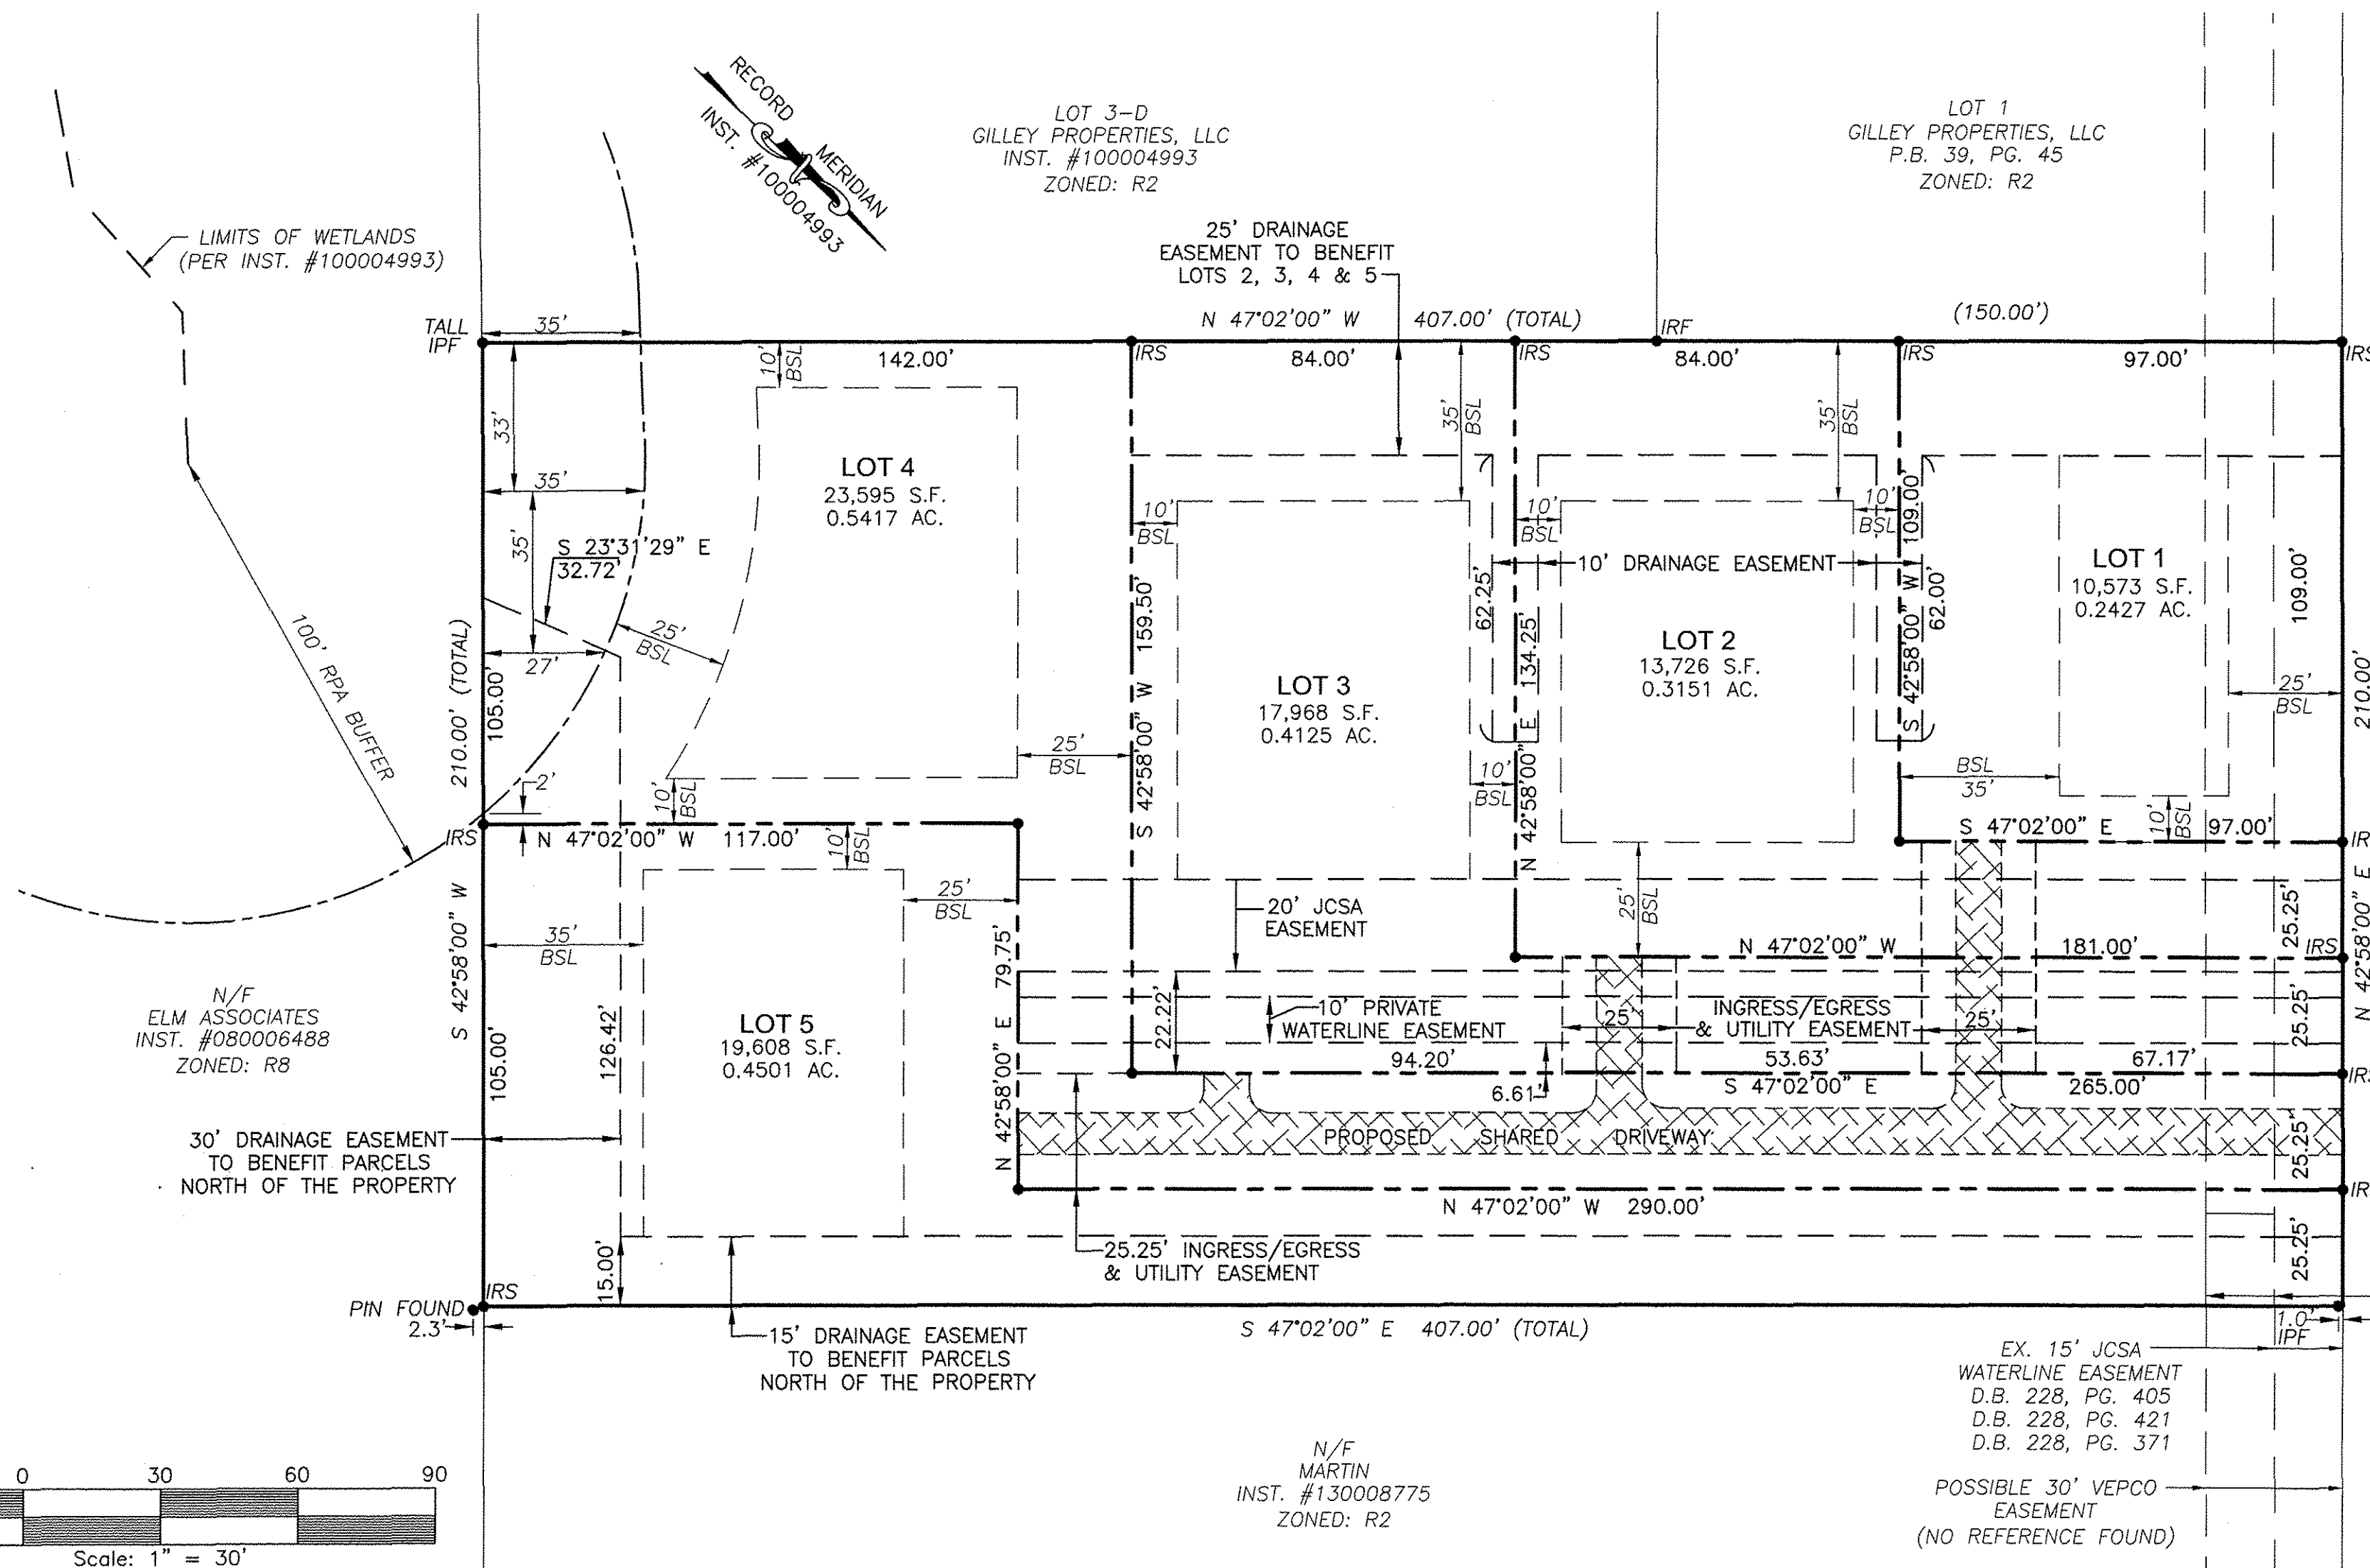 RECORD
MERIDIAN
INST. #100004993
LOT 3-D
GILLEY PROPERTIES, LLC
INST. #100004993
ZONED: R2
LOT 1
GILLEY PROPERTIES, LLC
P.B. 39, PG. 45
ZONED: R2
LIMITS OF WETLANDS
(PER INST. #100004993)
25' DRAINAGE
EASEMENT TO BENEFIT
LOTS 2, 3, 4 & 5
TALL
IPF
35'
N 47°02'00" W 407.00' (TOTAL)
IRF
(150.00')
142.00'
IRS
84.00'
IRS
84.00'
IRS
97.00'
IRS
10'
BSL
33'
35'
BSL
35'
BSL
LOT 4
23,595 S.F.
0.5417 AC.
35'
35'
S 23°31'29" E
32.72'
27'
25'
BSL
100' RPA BUFFER
210.00' (TOTAL)
105.00'
S 42°58'00" W
2'
10'
BSL
10'
BSL
10'
BSL
S 42°58'00" W 159.50'
62.25'
N 42°58'00" E 134.25'
10' DRAINAGE EASEMENT
S 42°58'00" W 109.00'
62.00'
LOT 1
10,573 S.F.
0.2427 AC.
109.00'
LOT 2
13,726 S.F.
0.3151 AC.
LOT 3
17,968 S.F.
0.4125 AC.
25'
BSL
210.00'
N 42°58'00" E
25'
BSL
10'
BSL
10'
BSL
BSL
35'
10'
BSL
IRS
N 47°02'00" W 117.00'
10'
BSL
S 47°02'00" E 97.00'
25'
BSL
25'
BSL
20' JCSA
EASEMENT
25.25'
35'
BSL
N 42°58'00" E 79.75'
N 47°02'00" W 181.00'
IRS
N/F
ELM ASSOCIATES
INST. #080006488
ZONED: R8
105.00'
126.42'
LOT 5
19,608 S.F.
0.4501 AC.
22.22'
10' PRIVATE
WATERLINE EASEMENT
25'
INGRESS/EGRESS
& UTILITY EASEMENT
25'
25.25'
94.20'
53.63'
67.17'
6.61'
S 47°02'00" E 265.00'
30' DRAINAGE EASEMENT
TO BENEFIT PARCELS
NORTH OF THE PROPERTY
PROPOSED SHARED DRIVEWAY
25.25'
N 47°02'00" W 290.00'
25.25' INGRESS/EGRESS
& UTILITY EASEMENT
25.25'
15.00'
IRS
PIN FOUND
2.3'
S 47°02'00" E 407.00' (TOTAL)
1.0'
IPF
15' DRAINAGE EASEMENT
TO BENEFIT PARCELS
NORTH OF THE PROPERTY
EX. 15' JCSA
WATERLINE EASEMENT
D.B. 228, PG. 405
D.B. 228, PG. 421
D.B. 228, PG. 371
N/F
MARTIN
INST. #130008775
ZONED: R2
POSSIBLE 30' VEPCO
EASEMENT
(NO REFERENCE FOUND)
0 30 60 90
Scale: 1" = 30'